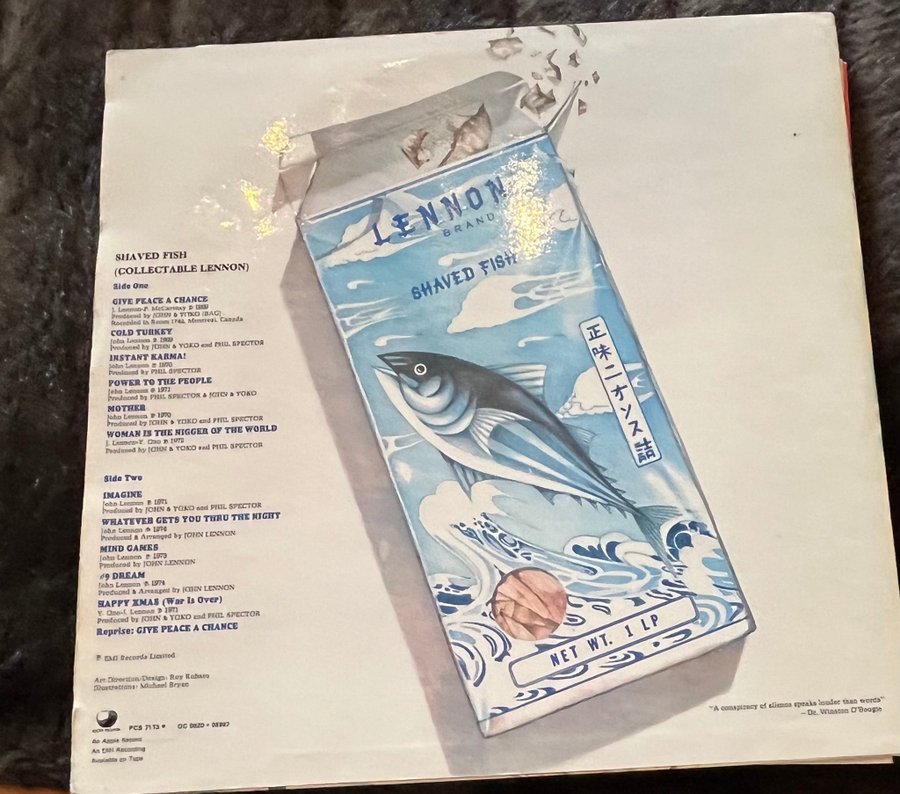 LENNON
BRAND
SHAVED FISH
正味二オンス詰
NET WT. 1 LP
SHAVED FISH
(COLLECTABLE LENNON)
Side One
GIVE PEACE A CHANCE
J. Lennon-P. McCartney ℗ 1969
Produced by JOHN & YOKO (BAG)
Recorded in Room 1742, Montreal, Canada
COLD TURKEY
John Lennon ℗ 1969
Produced by JOHN & YOKO and PHIL SPECTOR
INSTANT KARMA!
John Lennon ℗ 1970
Produced by PHIL SPECTOR
POWER TO THE PEOPLE
John Lennon ℗ 1971
Produced by PHIL SPECTOR & JOHN & YOKO
MOTHER
John Lennon ℗ 1970
Produced by JOHN & YOKO and PHIL SPECTOR
WOMAN IS THE NIGGER OF THE WORLD
J. Lennon-Y. Ono ℗ 1972
Produced by JOHN & YOKO and PHIL SPECTOR
Side Two
IMAGINE
John Lennon ℗ 1971
Produced by JOHN & YOKO and PHIL SPECTOR
WHATEVER GETS YOU THRU THE NIGHT
John Lennon ℗ 1974
Produced & Arranged by JOHN LENNON
MIND GAMES
John Lennon ℗ 1973
Produced by JOHN LENNON
#9 DREAM
John Lennon ℗ 1974
Produced & Arranged by JOHN LENNON
HAPPY XMAS (War Is Over)
Y. Ono-J. Lennon ℗ 1971
Produced by JOHN & YOKO and PHIL SPECTOR
Reprise: GIVE PEACE A CHANCE
℗ EMI Records Limited
Art Direction/Design: Roy Kohara
Illustrations: Michael Bryan
PCS 7173
An Apple Record
An EMI Recording
Available on Tape
"A conspiracy of silence speaks louder than words"
—Dr. Winston O'Boogie